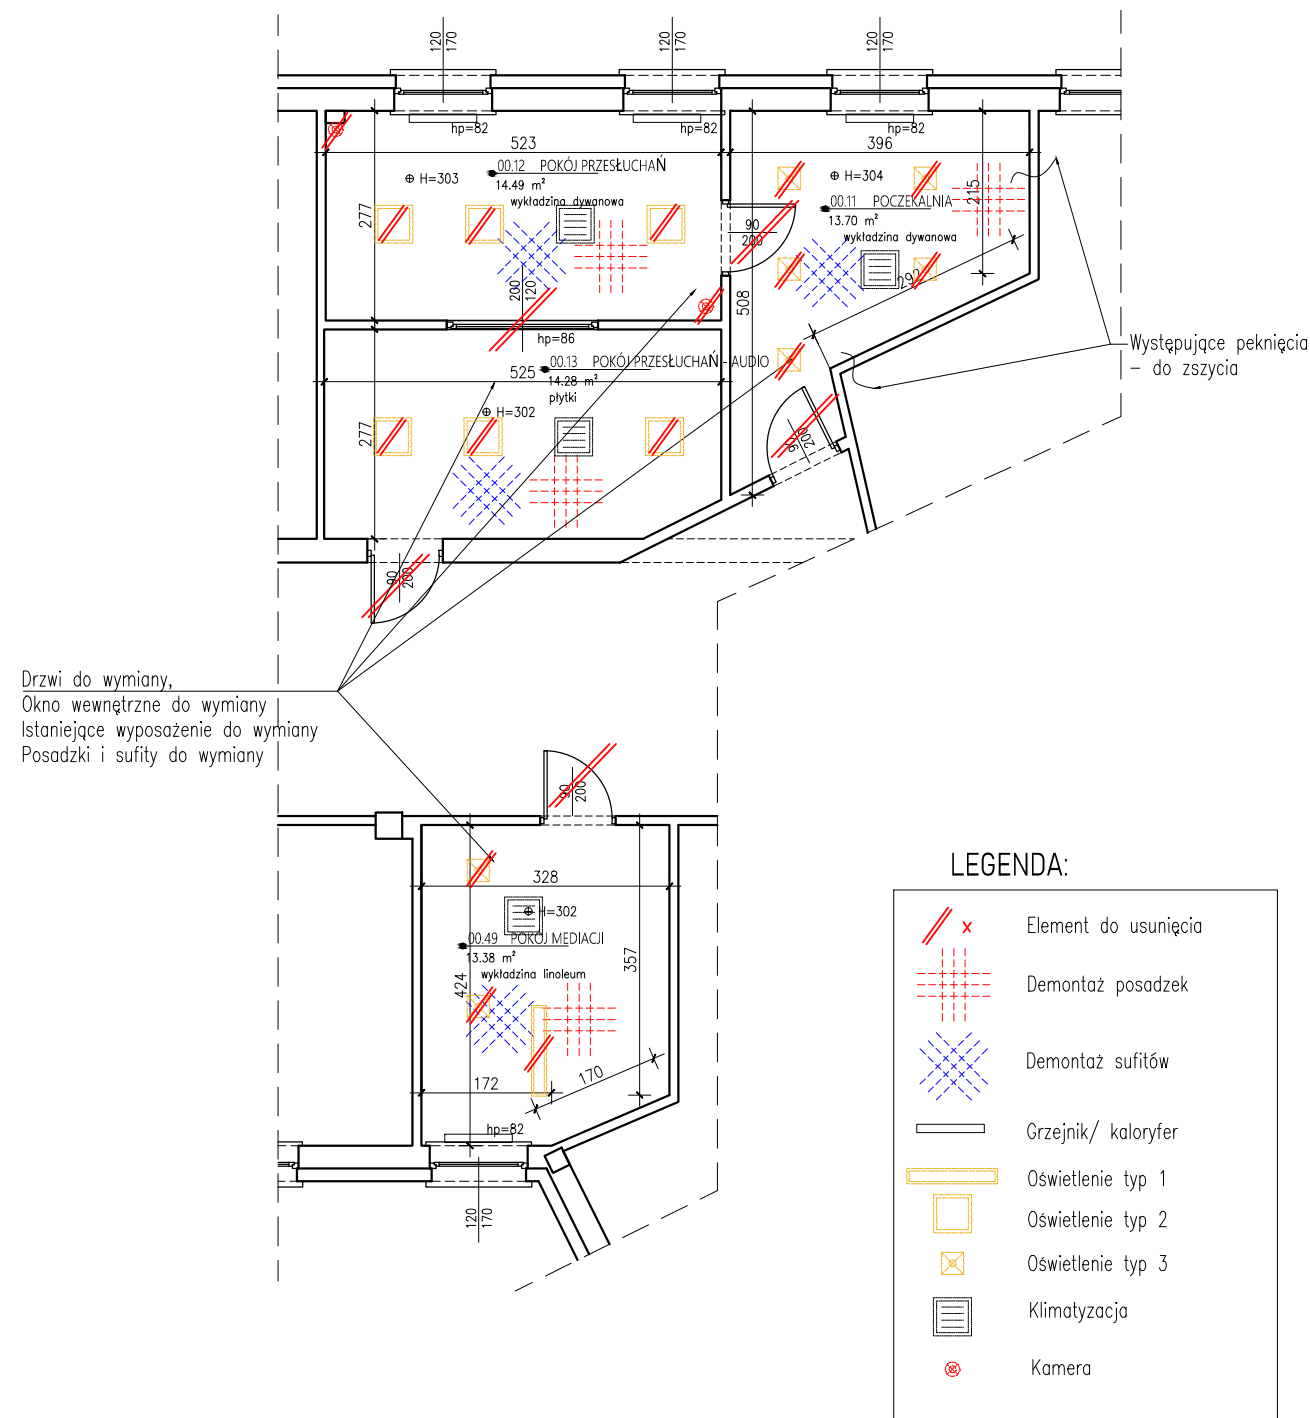 120
170
120
170
120
170
hp=82
hp=82
hp=82
523
396
00.12 POKÓJ PRZESŁUCHAŃ
14.49 m²
wykładzina dywanowa
H=303
H=304
00.11 POCZEKALNIA
13.70 m²
wykładzina dywanowa
215
277
90
200
292
200
120
508
hp=86
Występujące peknięcia
- do zszycia
00.13 POKÓJ PRZESŁUCHAŃ - AUDIO
525
14.28 m²
płytki
H=302
277
90
200
90
200
Drzwi do wymiany,
Okno wewnętrzne do wymiany
Istaniejące wyposażenie do wymiany
Posadzki i sufity do wymiany
90
200
328
H=302
00.49 POKÓJ MEDIACJI
13.38 m²
wykładzina linoleum
424
357
172
170
hp=82
120
170
LEGENDA:
x Element do usunięcia
Demontaż posadzek
Demontaż sufitów
Grzejnik/ kaloryfer
Oświetlenie typ 1
Oświetlenie typ 2
Oświetlenie typ 3
Klimatyzacja
Kamera